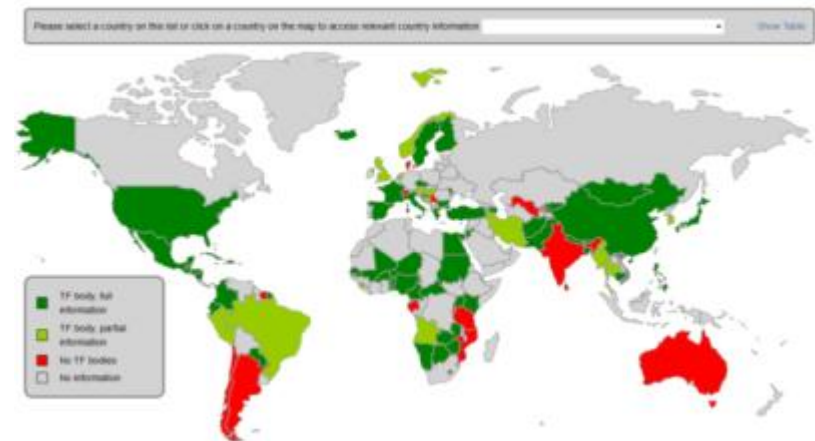 Please select a country on this list or click on a country on the map to access relevant country information
Show Table
TF body, full
information
TF body, partial
information
No TF bodies
No information